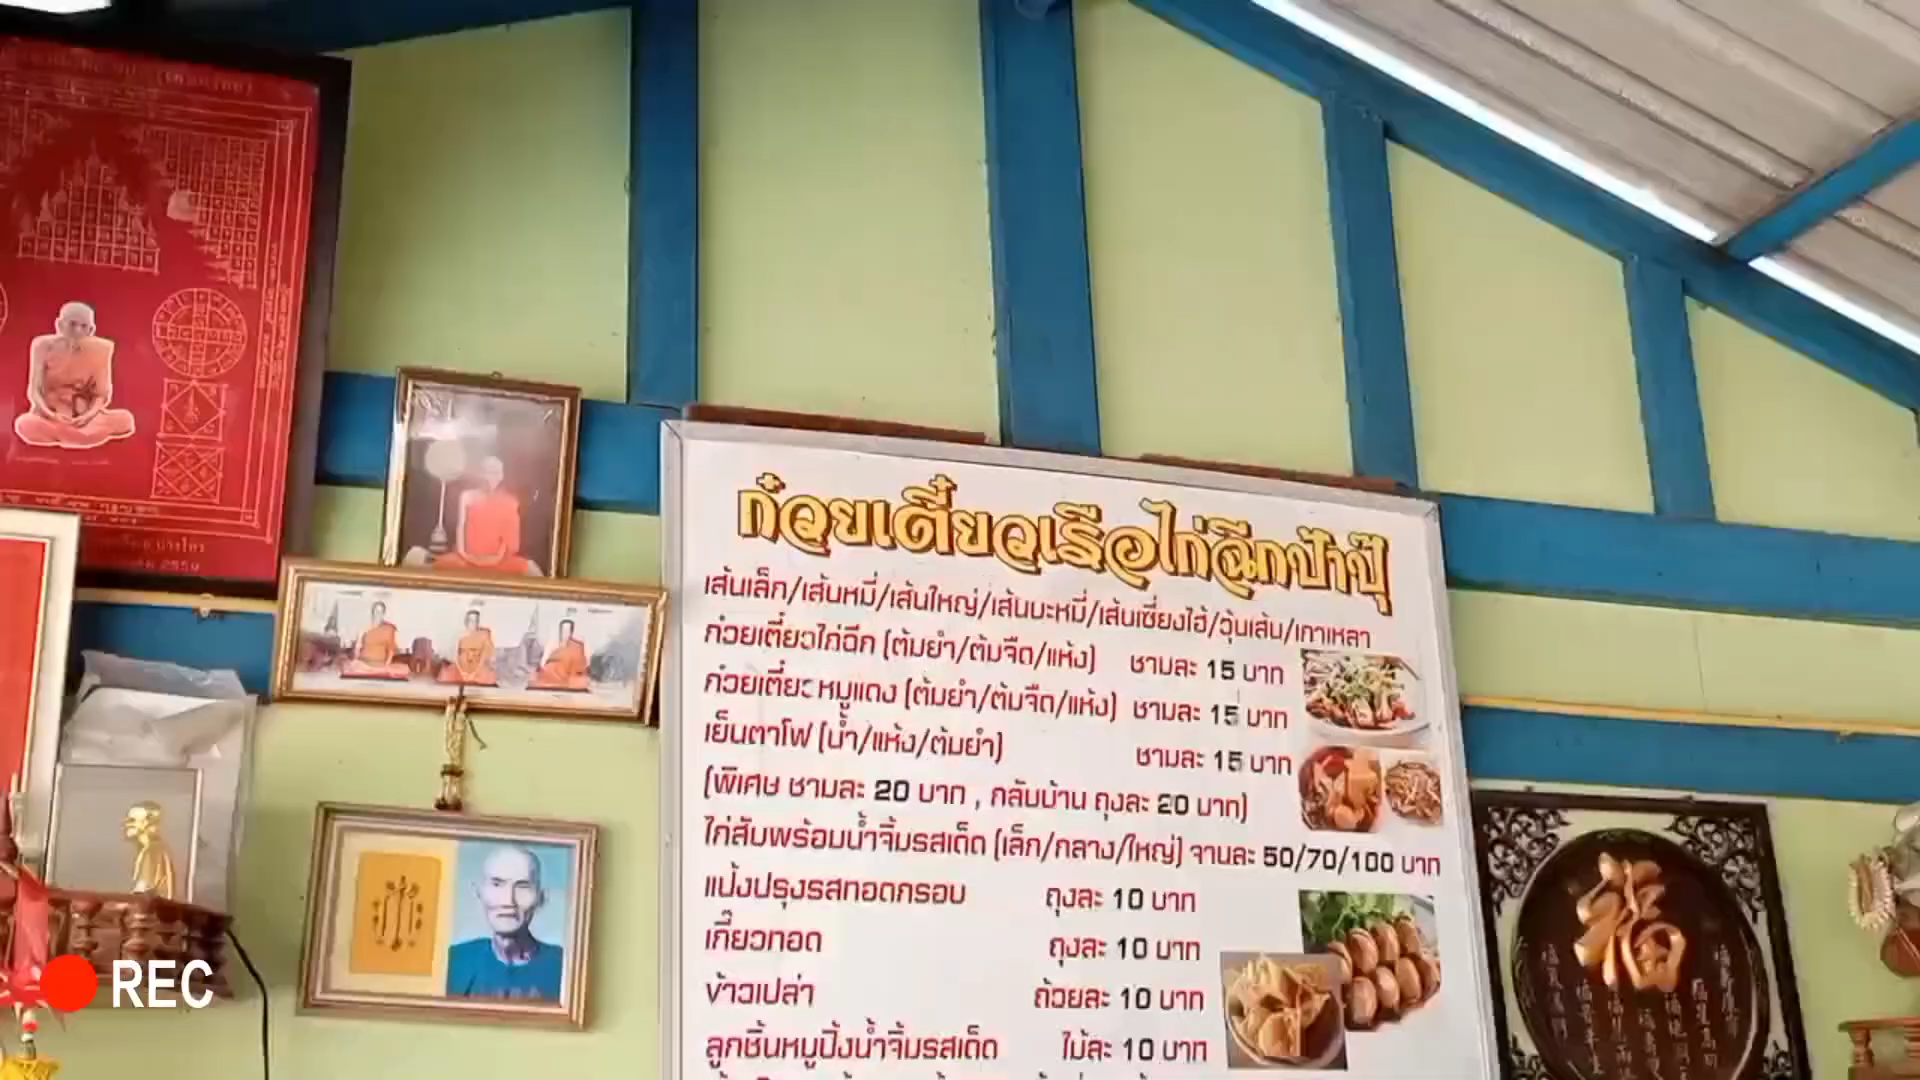 ก๋วยเตี๋ยวเรือไก่ฉีกป้าปุ๊
เส้นเล็ก/เส้นหมี่/เส้นใหญ่/เส้นบะหมี่/เส้นเซี่ยงไฮ้/วุ้นเส้น/เกาเหลา
ก๋วยเตี๋ยวไก่ฉีก (ต้มยำ/ต้มจืด/แห้ง) ชามละ 15 บาท
ก๋วยเตี๋ยวหมูแดง (ต้มยำ/ต้มจืด/แห้ง) ชามละ 15 บาท
เย็นตาโฟ (น้ำ/แห้ง/ต้มยำ) ชามละ 15 บาท
(พิเศษ ชามละ 20 บาท , กลับบ้าน ถุงละ 20 บาท)
ไก่สับพร้อมน้ำจิ้มรสเด็ด (เล็ก/กลาง/ใหญ่) จานละ 50/70/100 บาท
แป้งปรุงรสทอดกรอบ ถุงละ 10 บาท
เกี๊ยวทอด ถุงละ 10 บาท
ข้าวเปล่า ถ้วยละ 10 บาท
ลูกชิ้นหมูปิ้งน้ำจิ้มรสเด็ด ไม้ละ 10 บาท
福
REC